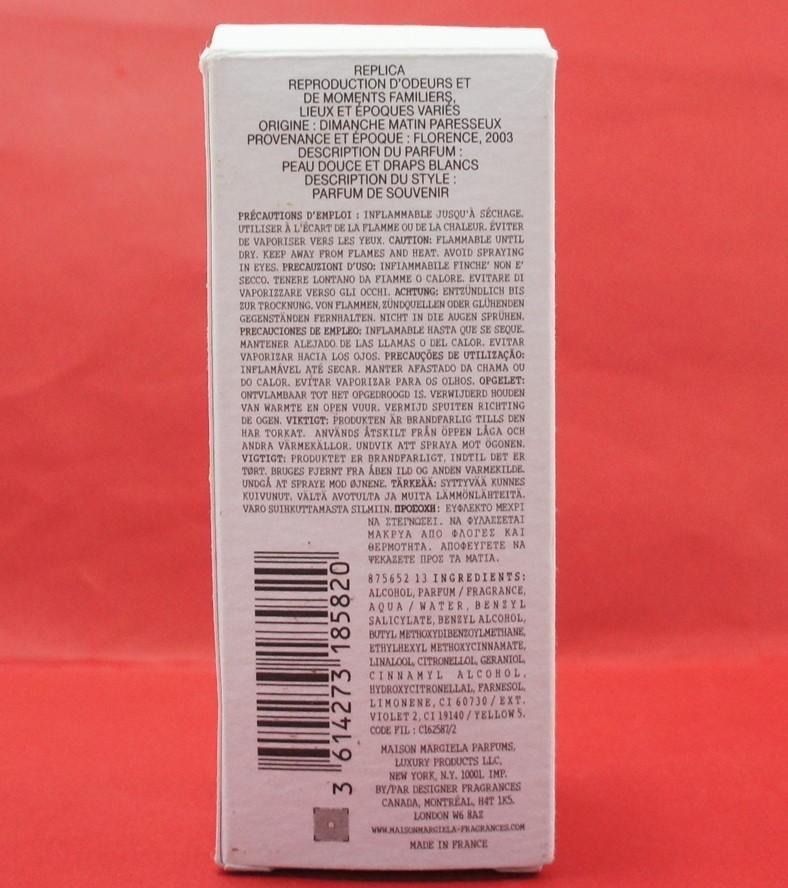 REPLICA
REPRODUCTION D'ODEURS ET
DE MOMENTS FAMILIERS,
LIEUX ET ÉPOQUES VARIÉS
ORIGINE : DIMANCHE MATIN PARESSEUX
PROVENANCE ET ÉPOQUE : FLORENCE, 2003
DESCRIPTION DU PARFUM :
PEAU DOUCE ET DRAPS BLANCS
DESCRIPTION DU STYLE :
PARFUM DE SOUVENIR
PRÉCAUTIONS D'EMPLOI : INFLAMMABLE JUSQU'À SÉCHAGE.
UTILISER À L'ÉCART DE LA FLAMME OU DE LA CHALEUR. ÉVITER
DE VAPORISER VERS LES YEUX. CAUTION: FLAMMABLE UNTIL
DRY. KEEP AWAY FROM FLAMES AND HEAT. AVOID SPRAYING
IN EYES. PRECAUZIONI D'USO: INFIAMMABILE FINCHE' NON E'
SECCO. TENERE LONTANO DA FIAMME O CALORE. EVITARE DI
VAPORIZZARE VERSO GLI OCCHI. ACHTUNG: ENTZÜNDLICH BIS
ZUR TROCKNUNG. VON FLAMMEN, ZÜNDQUELLEN ODER GLÜHENDEN
GEGENSTÄNDEN FERNHALTEN. NICHT IN DIE AUGEN SPRÜHEN.
PRECAUCIONES DE EMPLEO: INFLAMABLE HASTA QUE SE SEQUE.
MANTENER ALEJADO DE LAS LLAMAS O DEL CALOR. EVITAR
VAPORIZAR HACIA LOS OJOS. PRECAUÇÕES DE UTILIZAÇÃO:
INFLAMÁVEL ATÉ SECAR. MANTER AFASTADO DA CHAMA OU
DO CALOR. EVITAR VAPORIZAR PARA OS OLHOS. OPGELET:
ONTVLAMBAAR TOT HET OPGEDROOGD IS. VERWIJDERD HOUDEN
VAN WARMTE EN OPEN VUUR. VERMIJD SPUITEN RICHTING
DE OGEN. VIKTIGT: PRODUKTEN ÄR BRANDFARLIG TILLS DEN
HAR TORKAT. ANVÄNDS ÅTSKILT FRÅN ÖPPEN LÅGA OCH
ANDRA VÄRMEKÄLLOR. UNDVIK ATT SPRAYA MOT ÖGONEN.
VIGTIGT: PRODUKTET ER BRANDFARLIGT, INDTIL DET ER
TØRT. BRUGES FJERNT FRA ÅBEN ILD OG ANDEN VARMEKILDE.
UNDGÅ AT SPRAYE MOD ØJNENE. TÄRKEÄÄ: SYTTYVÄÄ KUNNES
KUIVUNUT. VÄLTÄ AVOTULTA JA MUITA LÄMMÖNLÄHTEITÄ.
VARO SUIHKUTTAMASTA SILMIIN. ΠΡΟΣΟΧΗ: ΕΥΦΛΕΚΤΟ ΜΕΧΡΙ
ΝΑ ΣΤΕΓΝΩΣΕΙ. ΝΑ ΦΥΛΑΣΣΕΤΑΙ
ΜΑΚΡΥΑ ΑΠΟ ΦΛΟΓΕΣ ΚΑΙ
ΘΕΡΜΟΤΗΤΑ. ΑΠΟΦΕΥΓΕΤΕ ΝΑ
ΨΕΚΑΖΕΤΕ ΠΡΟΣ ΤΑ ΜΑΤΙΑ.
875652 13 INGREDIENTS:
ALCOHOL, PARFUM / FRAGRANCE,
AQUA / WATER, BENZYL
SALICYLATE, BENZYL ALCOHOL,
BUTYL METHOXYDIBENZOYLMETHANE,
ETHYLHEXYL METHOXYCINNAMATE,
LINALOOL, CITRONELLOL, GERANIOL,
CINNAMYL ALCOHOL,
HYDROXYCITRONELLAL, FARNESOL,
LIMONENE, CI 60730 / EXT.
VIOLET 2, CI 19140 / YELLOW 5.
CODE FIL : C162587/2
3 614273 185820
MAISON MARGIELA PARFUMS,
LUXURY PRODUCTS LLC,
NEW YORK, N.Y. 10001. IMP.
BY/PAR DESIGNER FRAGRANCES
CANADA, MONTRÉAL, H4T 1K5.
LONDON W6 8AZ
WWW.MAISONMARGIELA-FRAGRANCES.COM
MADE IN FRANCE